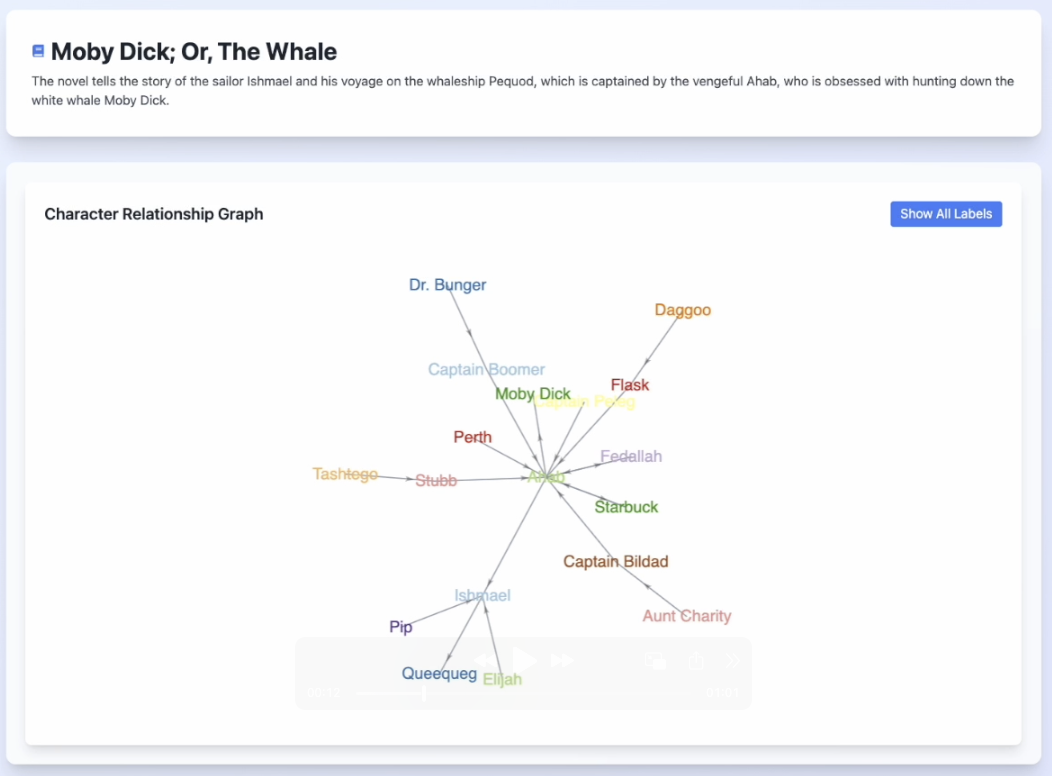 Moby Dick; Or, The Whale
The novel tells the story of the sailor Ishmael and his voyage on the whaleship Pequod, which is captained by the vengeful Ahab, who is obsessed with hunting down the
white whale Moby Dick.
Character Relationship Graph
Show All Labels
Dr. Bunger
Daggoo
Captain Boomer
Flask
Moby Dick
Captain Peleg
Perth
Fedallah
Tashtego
Stubb
Ahab
Starbuck
Captain Bildad
Ishmael
Aunt Charity
Pip
Queequeg
Elijah